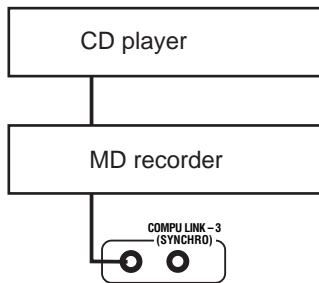 CD player
MD recorder
COMPU LINK – 3
(SYNCHRO)